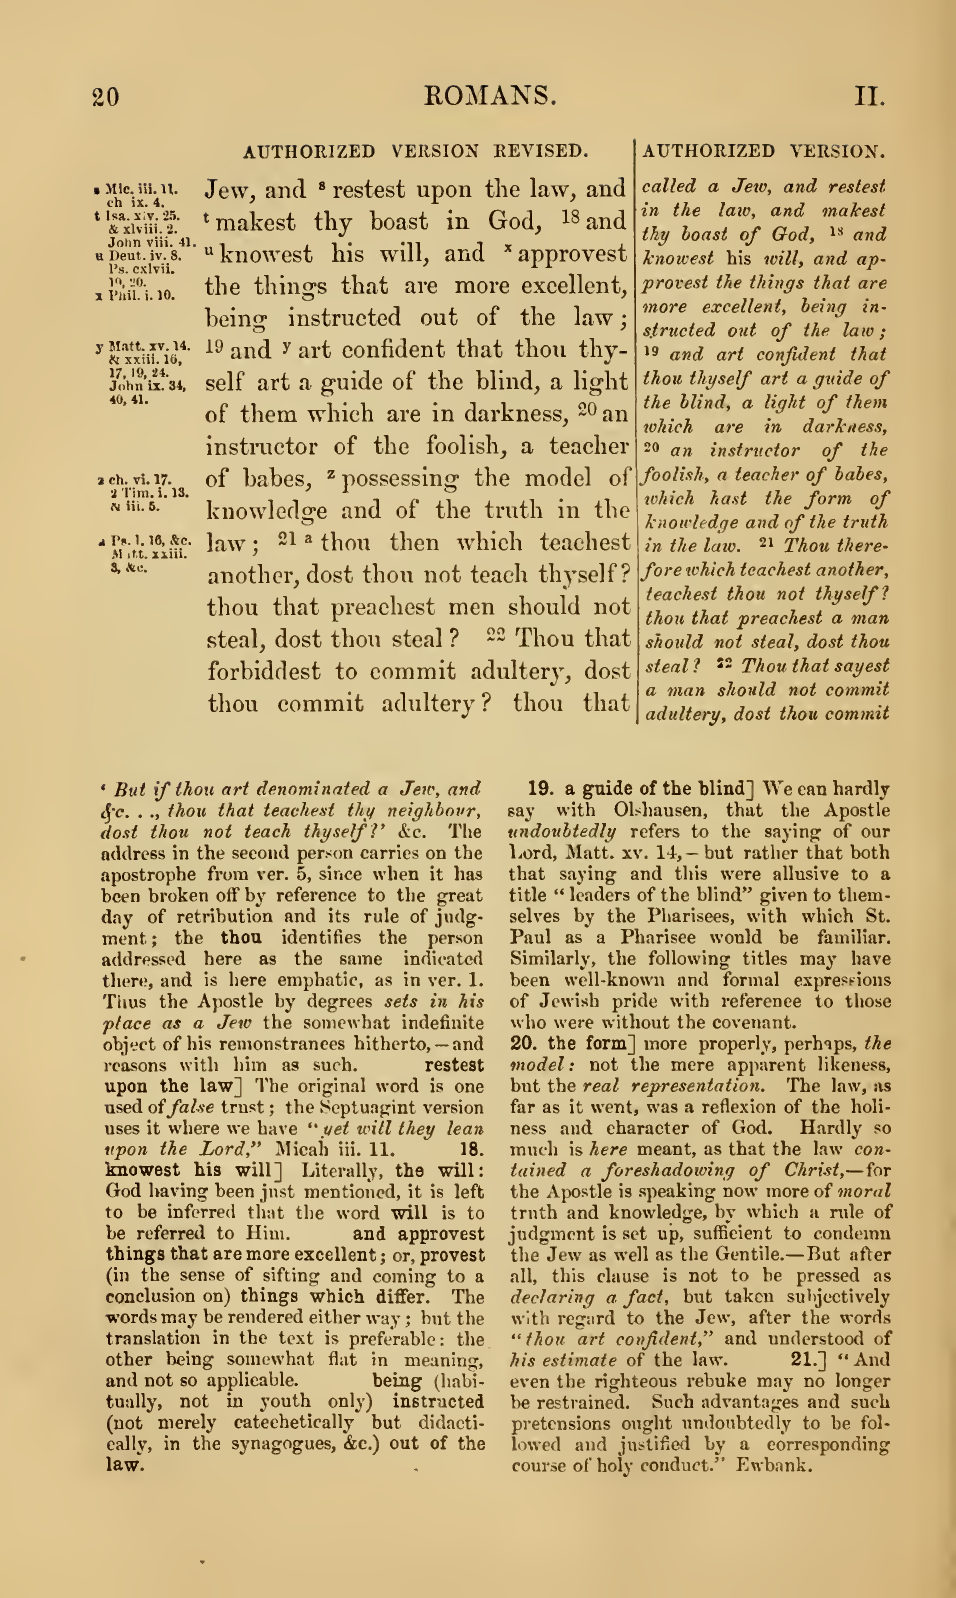 20
ROMANS.
II.
AUTHORIZED VERSION REVISED.
s Mic. iii. 11.
ch ix. 4.
t Isa. xlv. 25.
& xlviii. 2.
John viii. 41.
u Deut. iv. 8.
Ps. cxlvii.
19, 20.
x Phil. i. 10.
y Matt. xv. 14.
& xxiii. 16,
17, 19, 24.
John ix. 34,
40, 41.
z ch. vi. 17.
2 Tim. i. 13.
& iii. 5.
a Ps. l. 16, &c.
Matt. xxiii.
3, &c.
Jew, and s restest upon the law, and
t makest thy boast in God, 18 and
u knowest his will, and x approvest
the things that are more excellent,
being instructed out of the law;
19 and y art confident that thou thy-
self art a guide of the blind, a light
of them which are in darkness, 20 an
instructor of the foolish, a teacher
of babes, z possessing the model of
knowledge and of the truth in the
law; 21 a thou then which teachest
another, dost thou not teach thyself?
thou that preachest men should not
steal, dost thou steal? 22 Thou that
forbiddest to commit adultery, dost
thou commit adultery? thou that
AUTHORIZED VERSION.
called a Jew, and restest
in the law, and makest
thy boast of God, 18 and
knowest his will, and ap-
provest the things that are
more excellent, being in-
structed out of the law;
19 and art confident that
thou thyself art a guide of
the blind, a light of them
which are in darkness,
20 an instructor of the
foolish, a teacher of babes,
which hast the form of
knowledge and of the truth
in the law. 21 Thou there-
fore which teachest another,
teachest thou not thyself?
thou that preachest a man
should not steal, dost thou
steal? 22 Thou that sayest
a man should not commit
adultery, dost thou commit
‘ But if thou art denominated a Jew, and
&c. . ., thou that teachest thy neighbour,
dost thou not teach thyself?’ &c. The
address in the second person carries on the
apostrophe from ver. 5, since when it has
been broken off by reference to the great
day of retribution and its rule of judg-
ment; the thou identifies the person
addressed here as the same indicated
there, and is here emphatic, as in ver. 1.
Thus the Apostle by degrees sets in his
place as a Jew the somewhat indefinite
object of his remonstrances hitherto,—and
reasons with him as such. restest
upon the law] The original word is one
used of false trust; the Septuagint version
uses it where we have “yet will they lean
upon the Lord,” Micah iii. 11. 18.
knowest his will] Literally, the will:
God having been just mentioned, it is left
to be inferred that the word will is to
be referred to Him. and approvest
things that are more excellent; or, provest
(in the sense of sifting and coming to a
conclusion on) things which differ. The
words may be rendered either way; but the
translation in the text is preferable: the
other being somewhat flat in meaning,
and not so applicable. being (habi-
tually, not in youth only) instructed
(not merely catechetically but didacti-
cally, in the synagogues, &c.) out of the
law.
19. a guide of the blind] We can hardly
say with Olshausen, that the Apostle
undoubtedly refers to the saying of our
Lord, Matt. xv. 14,—but rather that both
that saying and this were allusive to a
title “leaders of the blind” given to them-
selves by the Pharisees, with which St.
Paul as a Pharisee would be familiar.
Similarly, the following titles may have
been well-known and formal expressions
of Jewish pride with reference to those
who were without the covenant.
20. the form] more properly, perhaps, the
model: not the mere apparent likeness,
but the real representation. The law, as
far as it went, was a reflexion of the holi-
ness and character of God. Hardly so
much is here meant, as that the law con-
tained a foreshadowing of Christ,—for
the Apostle is speaking now more of moral
truth and knowledge, by which a rule of
judgment is set up, sufficient to condemn
the Jew as well as the Gentile.—But after
all, this clause is not to be pressed as
declaring a fact, but taken subjectively
with regard to the Jew, after the words
“thou art confident,” and understood of
his estimate of the law. 21.] “And
even the righteous rebuke may no longer
be restrained. Such advantages and such
pretensions ought undoubtedly to be fol-
lowed and justified by a corresponding
course of holy conduct.” Ewbank.